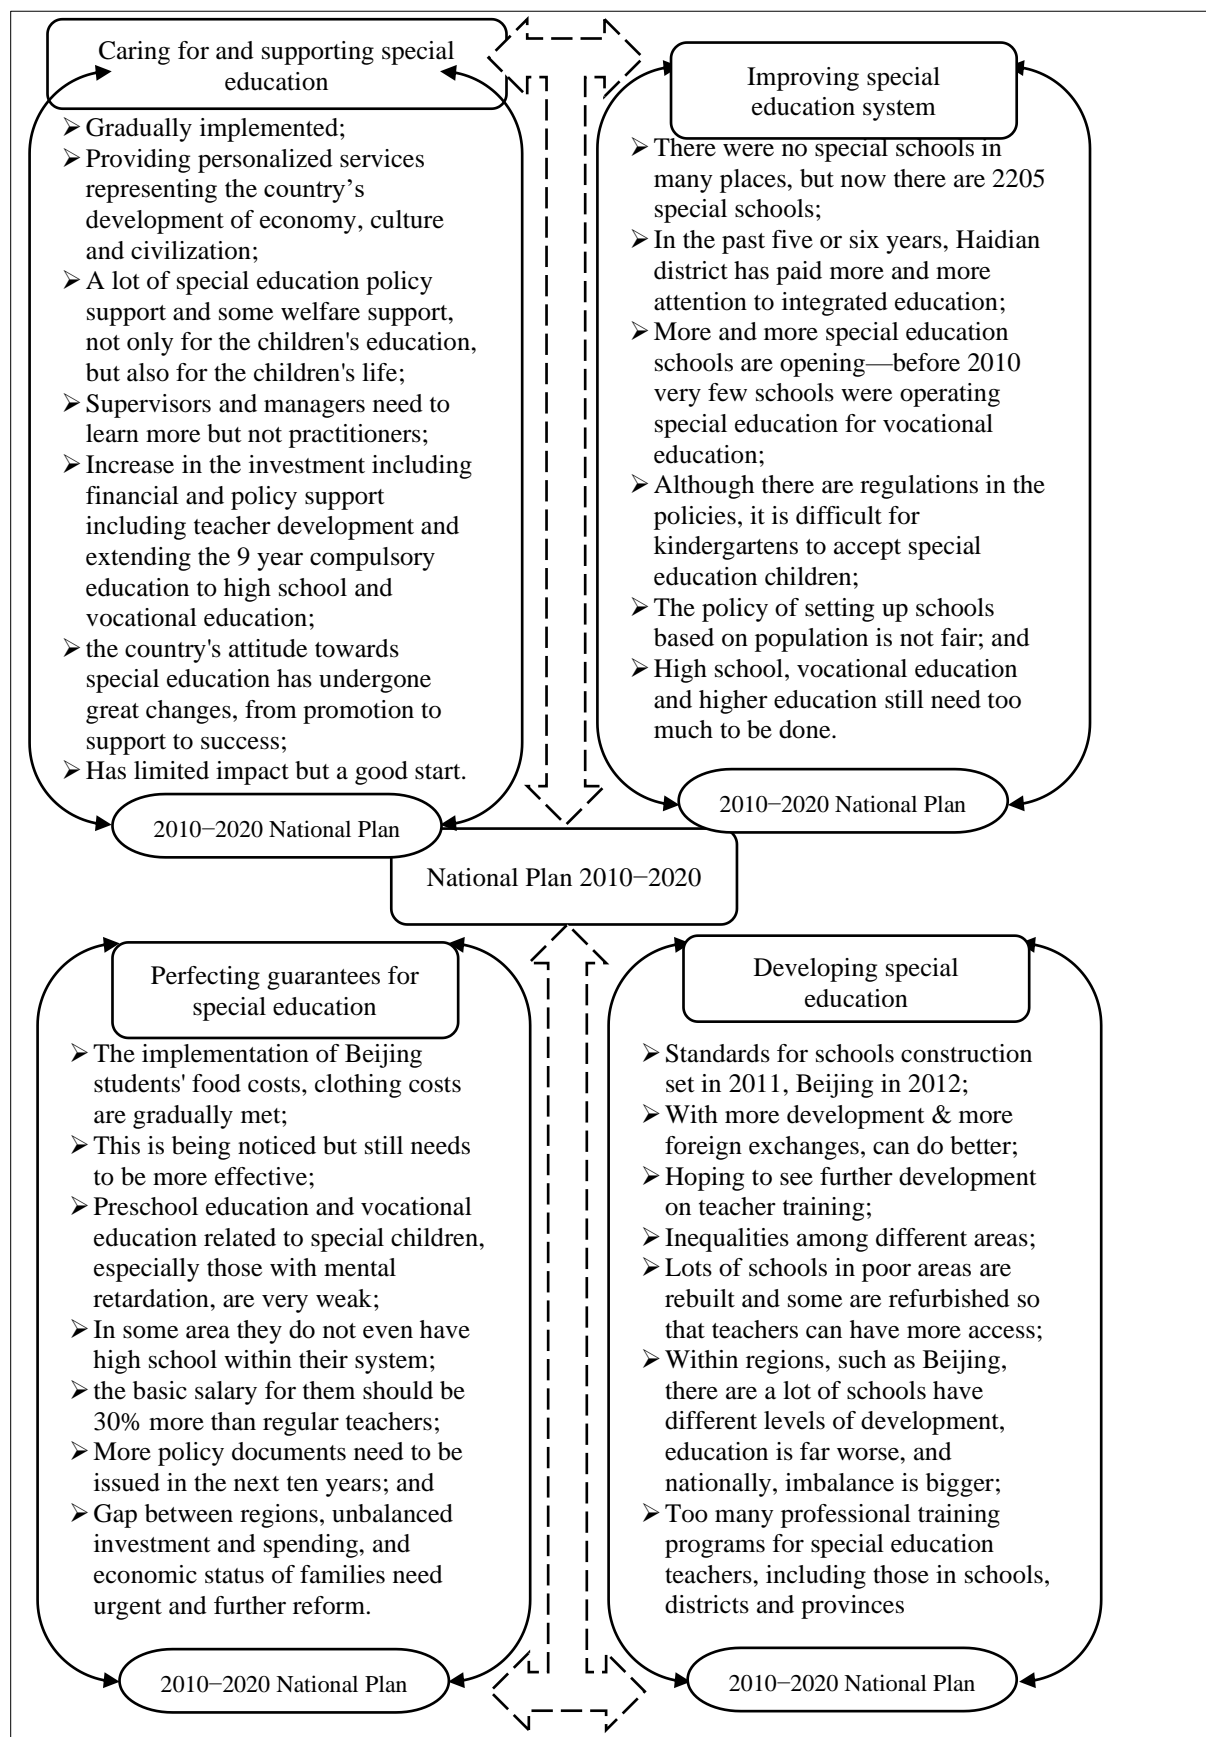 Caring for and supporting special
education
➢ Gradually implemented;
➢ Providing personalized services
representing the country’s
development of economy, culture
and civilization;
➢ A lot of special education policy
support and some welfare support,
not only for the children's education,
but also for the children's life;
➢ Supervisors and managers need to
learn more but not practitioners;
➢ Increase in the investment including
financial and policy support
including teacher development and
extending the 9 year compulsory
education to high school and
vocational education;
➢ the country's attitude towards
special education has undergone
great changes, from promotion to
support to success;
➢ Has limited impact but a good start.
2010−2020 National Plan
Improving special
education system
➢ There were no special schools in
many places, but now there are 2205
special schools;
➢ In the past five or six years, Haidian
district has paid more and more
attention to integrated education;
➢ More and more special education
schools are opening—before 2010
very few schools were operating
special education for vocational
education;
➢ Although there are regulations in the
policies, it is difficult for
kindergartens to accept special
education children;
➢ The policy of setting up schools
based on population is not fair; and
➢ High school, vocational education
and higher education still need too
much to be done.
2010−2020 National Plan
National Plan 2010−2020
Perfecting guarantees for
special education
➢ The implementation of Beijing
students' food costs, clothing costs
are gradually met;
➢ This is being noticed but still needs
to be more effective;
➢ Preschool education and vocational
education related to special children,
especially those with mental
retardation, are very weak;
➢ In some area they do not even have
high school within their system;
➢ the basic salary for them should be
30% more than regular teachers;
➢ More policy documents need to be
issued in the next ten years; and
➢ Gap between regions, unbalanced
investment and spending, and
economic status of families need
urgent and further reform.
2010−2020 National Plan
Developing special
education
➢ Standards for schools construction
set in 2011, Beijing in 2012;
➢ With more development & more
foreign exchanges, can do better;
➢ Hoping to see further development
on teacher training;
➢ Inequalities among different areas;
➢ Lots of schools in poor areas are
rebuilt and some are refurbished so
that teachers can have more access;
➢ Within regions, such as Beijing,
there are a lot of schools have
different levels of development,
education is far worse, and
nationally, imbalance is bigger;
➢ Too many professional training
programs for special education
teachers, including those in schools,
districts and provinces
2010−2020 National Plan